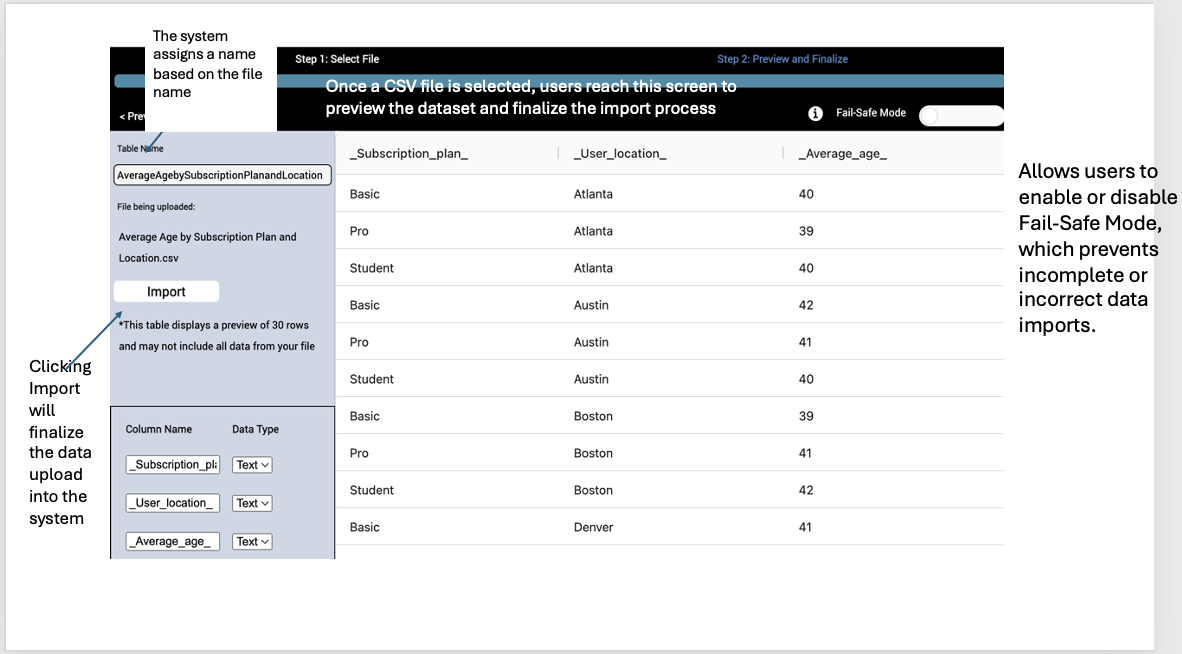 The system
assigns a name
based on the file
name
Step 1: Select File
Step 2: Preview and Finalize
Once a CSV file is selected, users reach this screen to
preview the dataset and finalize the import process
< Prev
Fail-Safe Mode
Table Name
AverageAgebySubscriptionPlanandLocation
File being uploaded:
Average Age by Subscription Plan and
Location.csv
Import
*This table displays a preview of 30 rows
and may not include all data from your file
Clicking
Import
will
finalize
the data
upload
into the
system
Column Name Data Type
_Subscription_pla Text
_User_location_ Text
_Average_age_ Text
_Subscription_plan_ _User_location_ _Average_age_
Basic Atlanta 40
Pro Atlanta 39
Student Atlanta 40
Basic Austin 42
Pro Austin 41
Student Austin 40
Basic Boston 39
Pro Boston 41
Student Boston 42
Basic Denver 41
Allows users to
enable or disable
Fail-Safe Mode,
which prevents
incomplete or
incorrect data
imports.